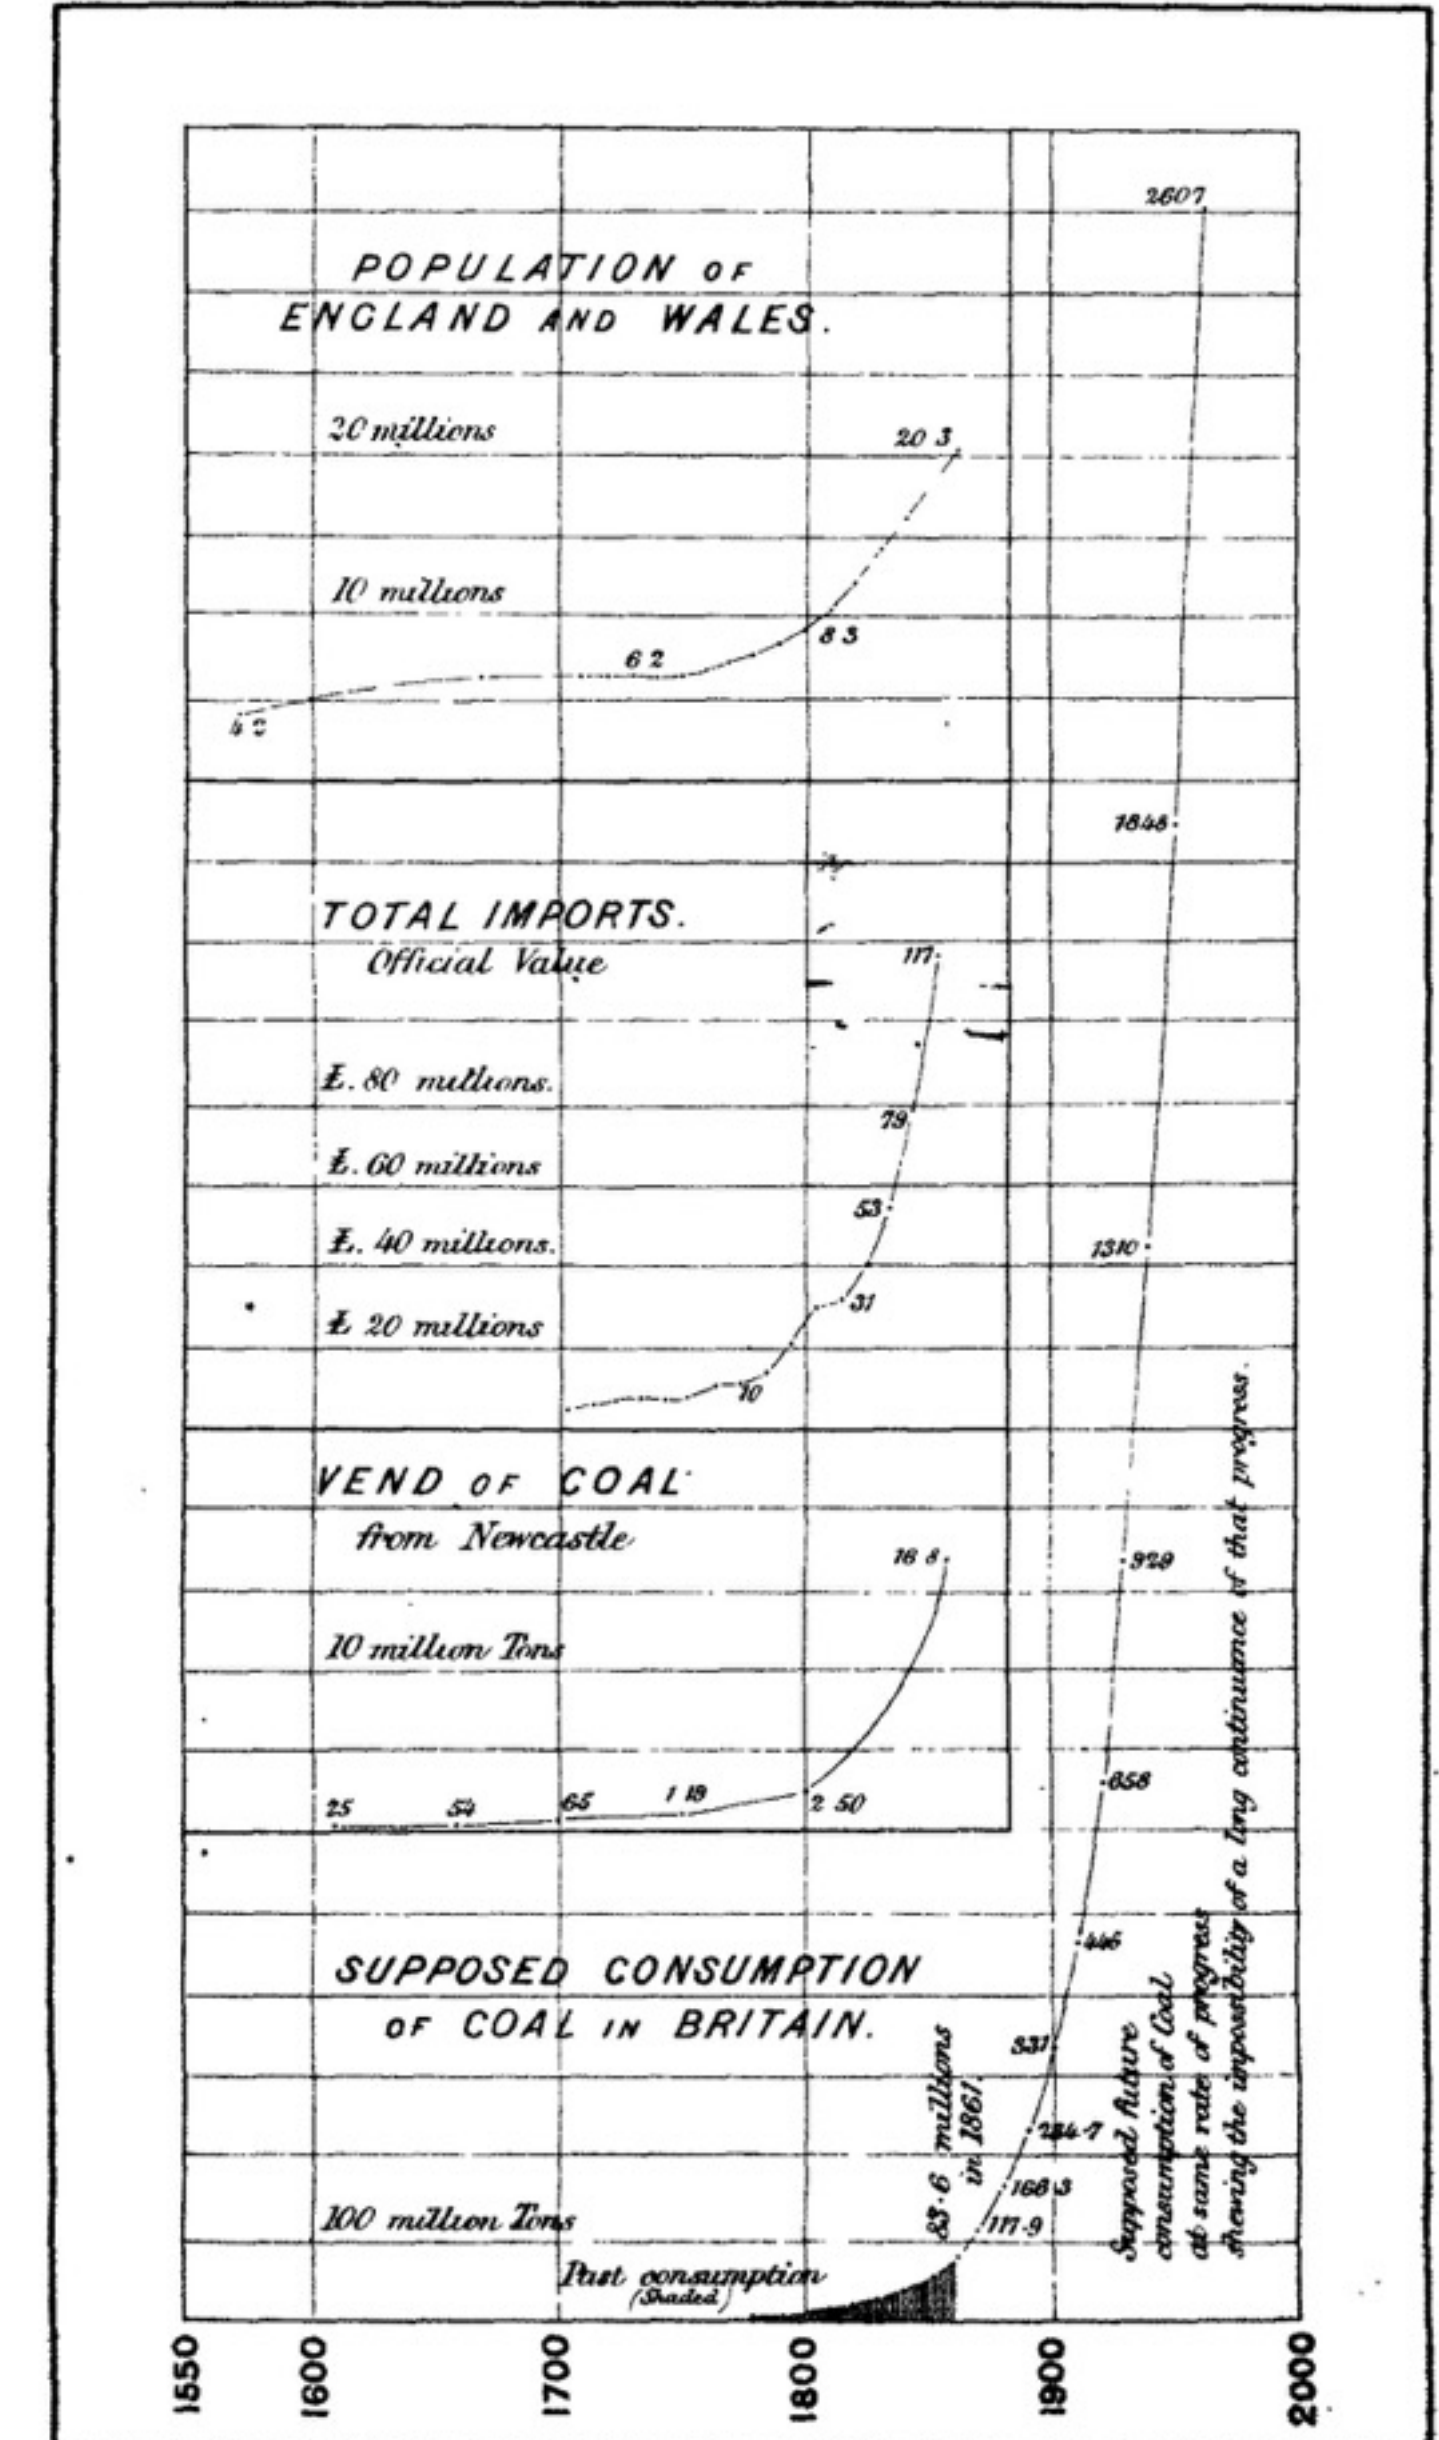 2607
POPULATION OF
ENGLAND AND WALES.
20 millions
20 3
10 millions
8 3
6 2
1848
TOTAL IMPORTS.
Official Value
117
£. 80 millions.
79
£. 60 millions
53
£. 40 millions.
1310
31
£ 20 millions
10
VEND OF COAL
from Newcastle
16 8
929
10 million Tons
658
25
54
65
1 18
2 50
446
SUPPOSED CONSUMPTION
OF COAL IN BRITAIN.
331
234·7
83·6 millions
in 1861.
166 3
100 million Tons
117·9
Supposed future
consumption of Coal
at same rate of progress
shewing the impossibility of a long continuance of that progress.
Past consumption
(Shaded)
1550
1600
1700
1800
1900
2000